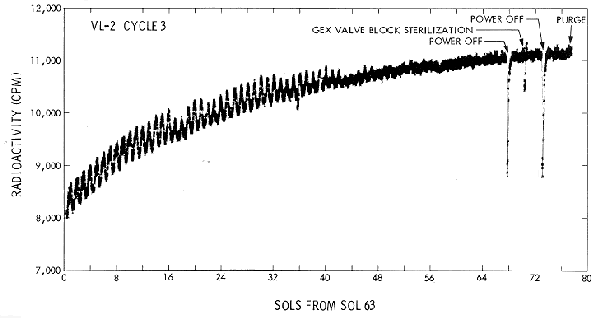 VL-2 CYCLE 3
POWER OFF
PURGE
GEX VALVE BLOCK STERILIZATION
POWER OFF
12,000
11,000
10,000
9,000
8,000
7,000
RADIOACTIVITY (CPM)
0 8 16 24 32 40 48 56 64 72 80
SOLS FROM SOL 63